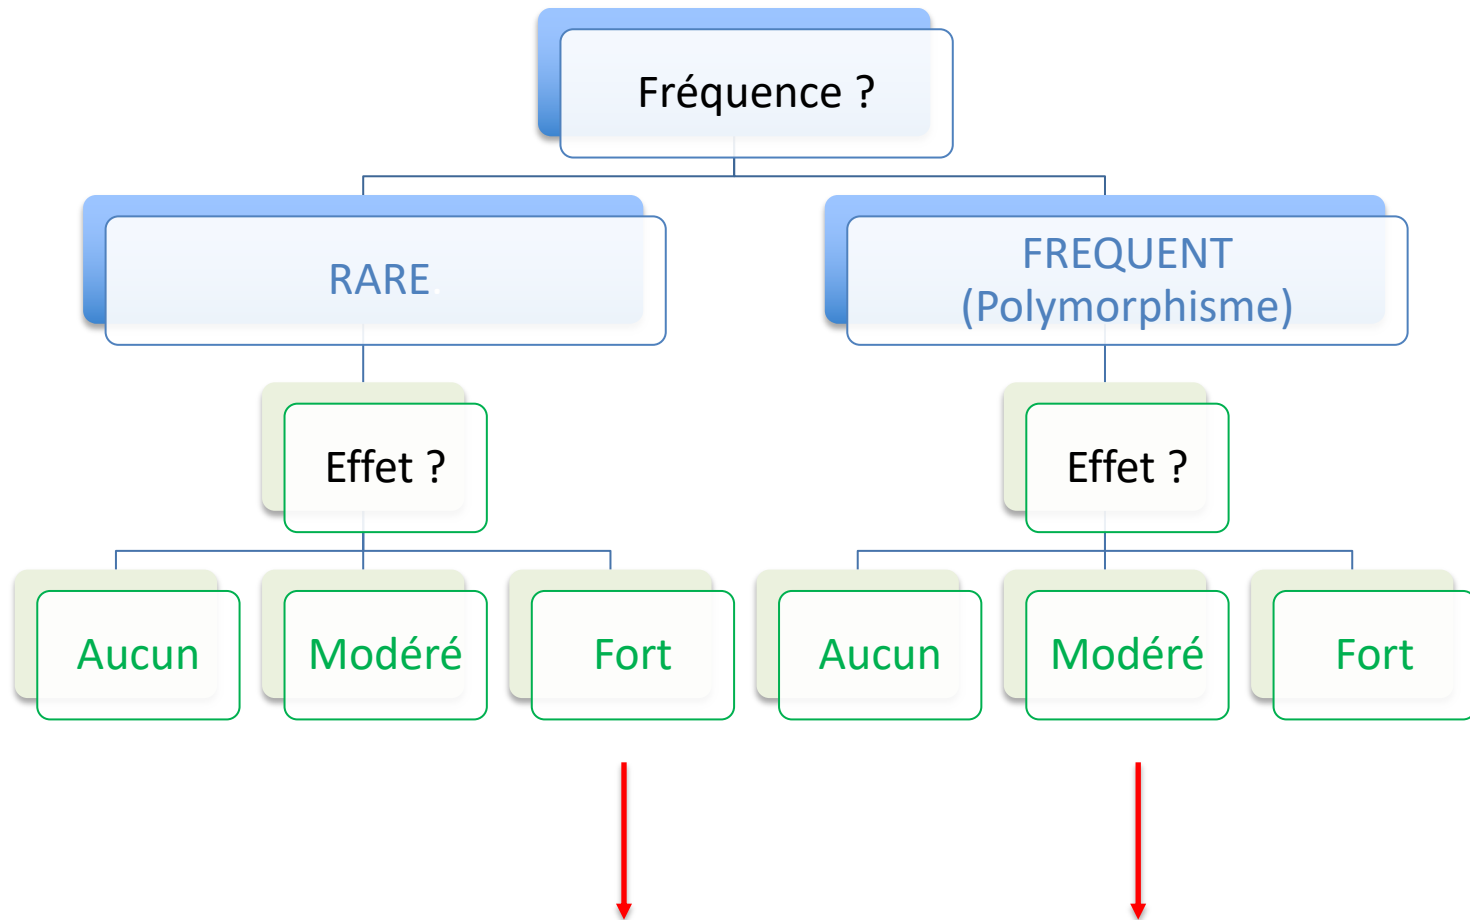 Fréquence ?
RARE.
FREQUENT
(Polymorphisme)
Effet ?
Effet ?
Aucun
Modéré
Fort
Aucun
Modéré
Fort